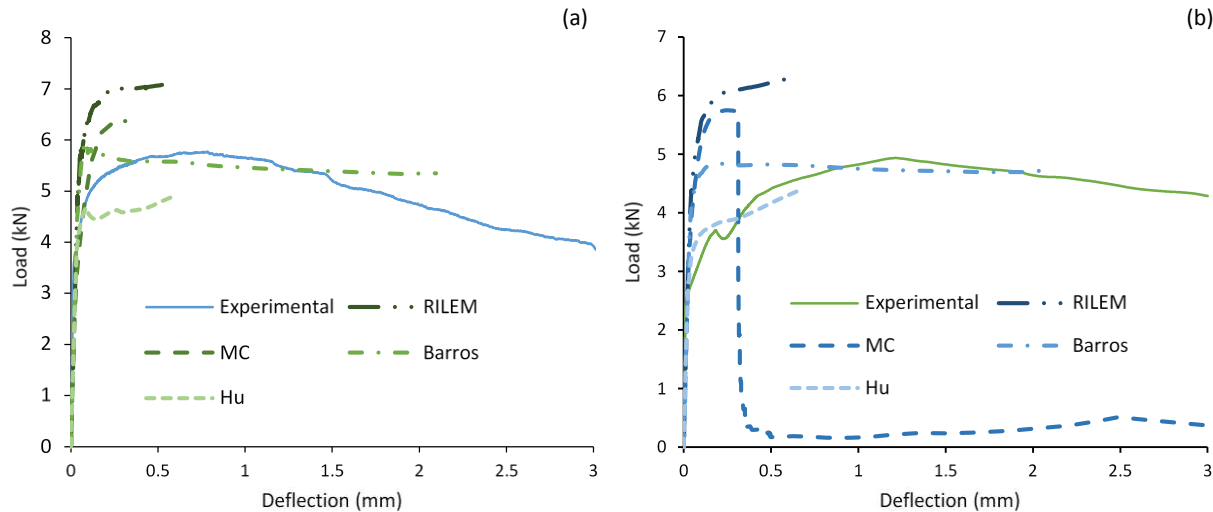 (a)
8
7
6
5
4
3
2
1
0
Load (kN)
0 0.5 1 1.5 2 2.5 3
Deflection (mm)
Experimental RILEM
MC Barros
Hu
(b)
7
6
5
4
3
2
1
0
Load (kN)
0 0.5 1 1.5 2 2.5 3
Deflection (mm)
Experimental RILEM
MC Barros
Hu